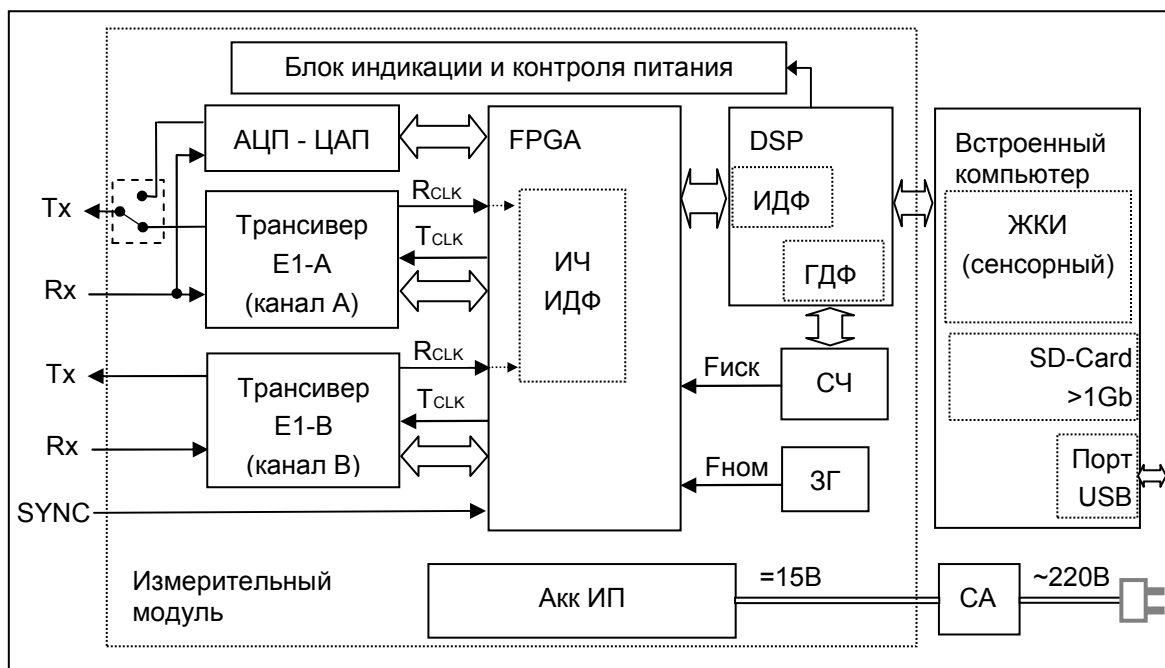 Блок индикации и контроля питания
АЦП - ЦАП
FPGA
DSP
Встроенный
компьютер
ИДФ
ЖКИ
(сенсорный)
Tx
RCLK
Трансивер
E1-A
(канал А)
TCLK
ИЧ
ИДФ
ГДФ
Rx
RCLK
SD-Card
>1Gb
Tx
Трансивер
E1-B
(канал В)
TCLK
Fиск
СЧ
Rx
Fном
ЗГ
Порт
USB
SYNC
Измерительный
модуль
Акк ИП
=15В
СА
~220В